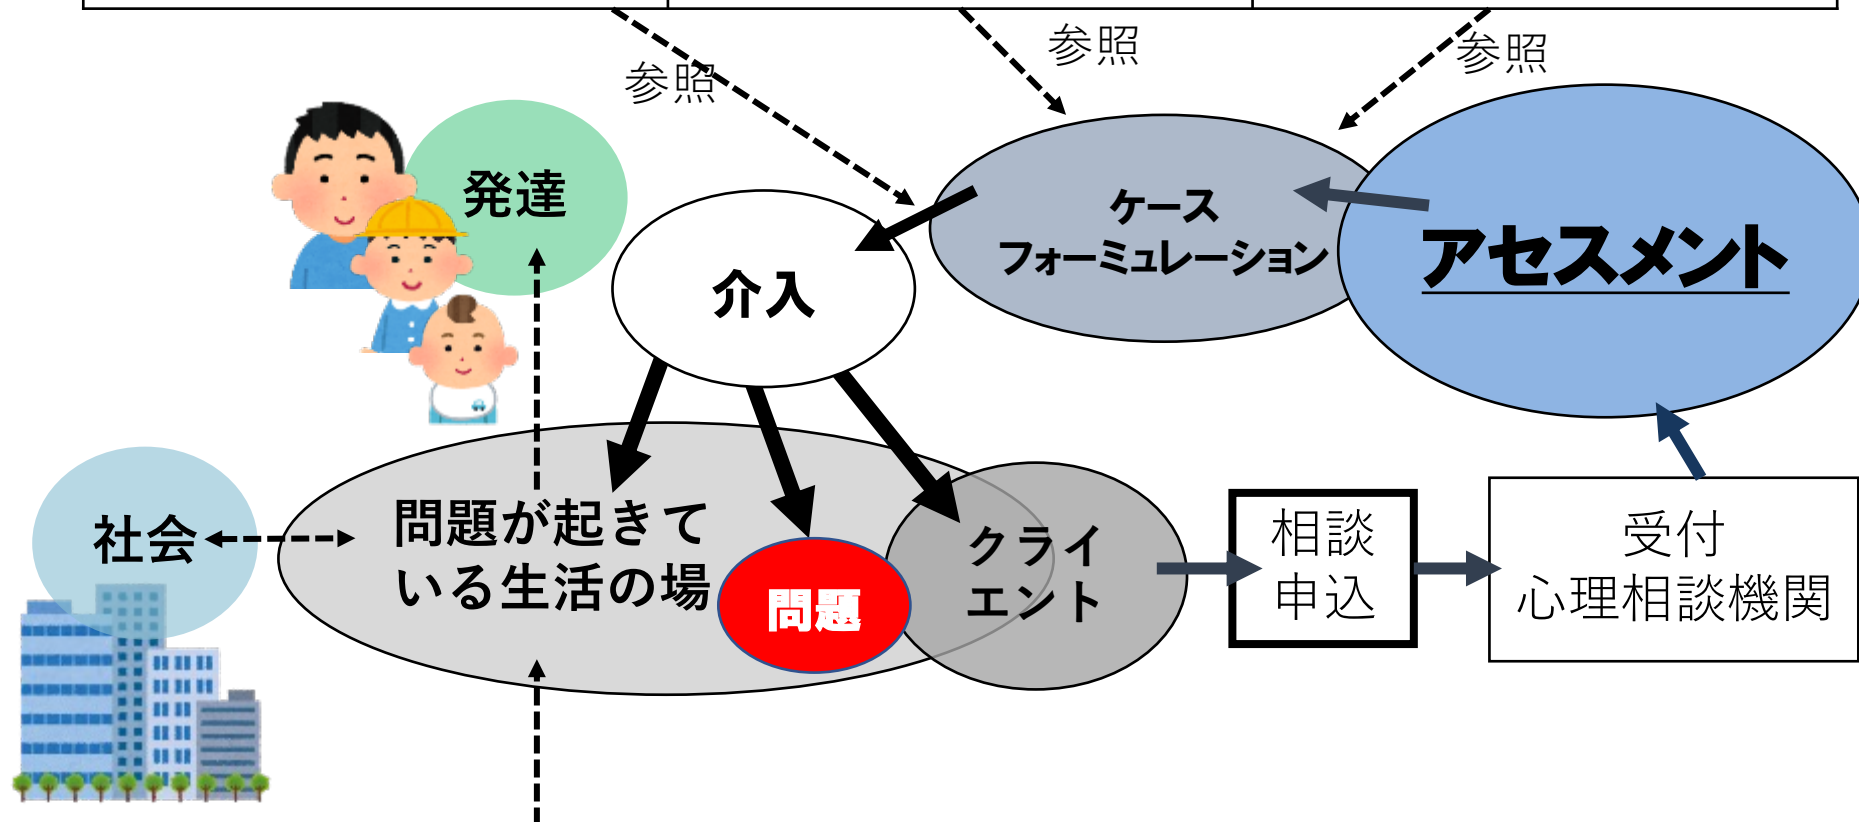 参照
参照
参照
発達
ケース
フォーミュレーション
アセスメント
介入
社会
問題が起きて
いる生活の場
問題
クライ
エント
相談
申込
受付
心理相談機関